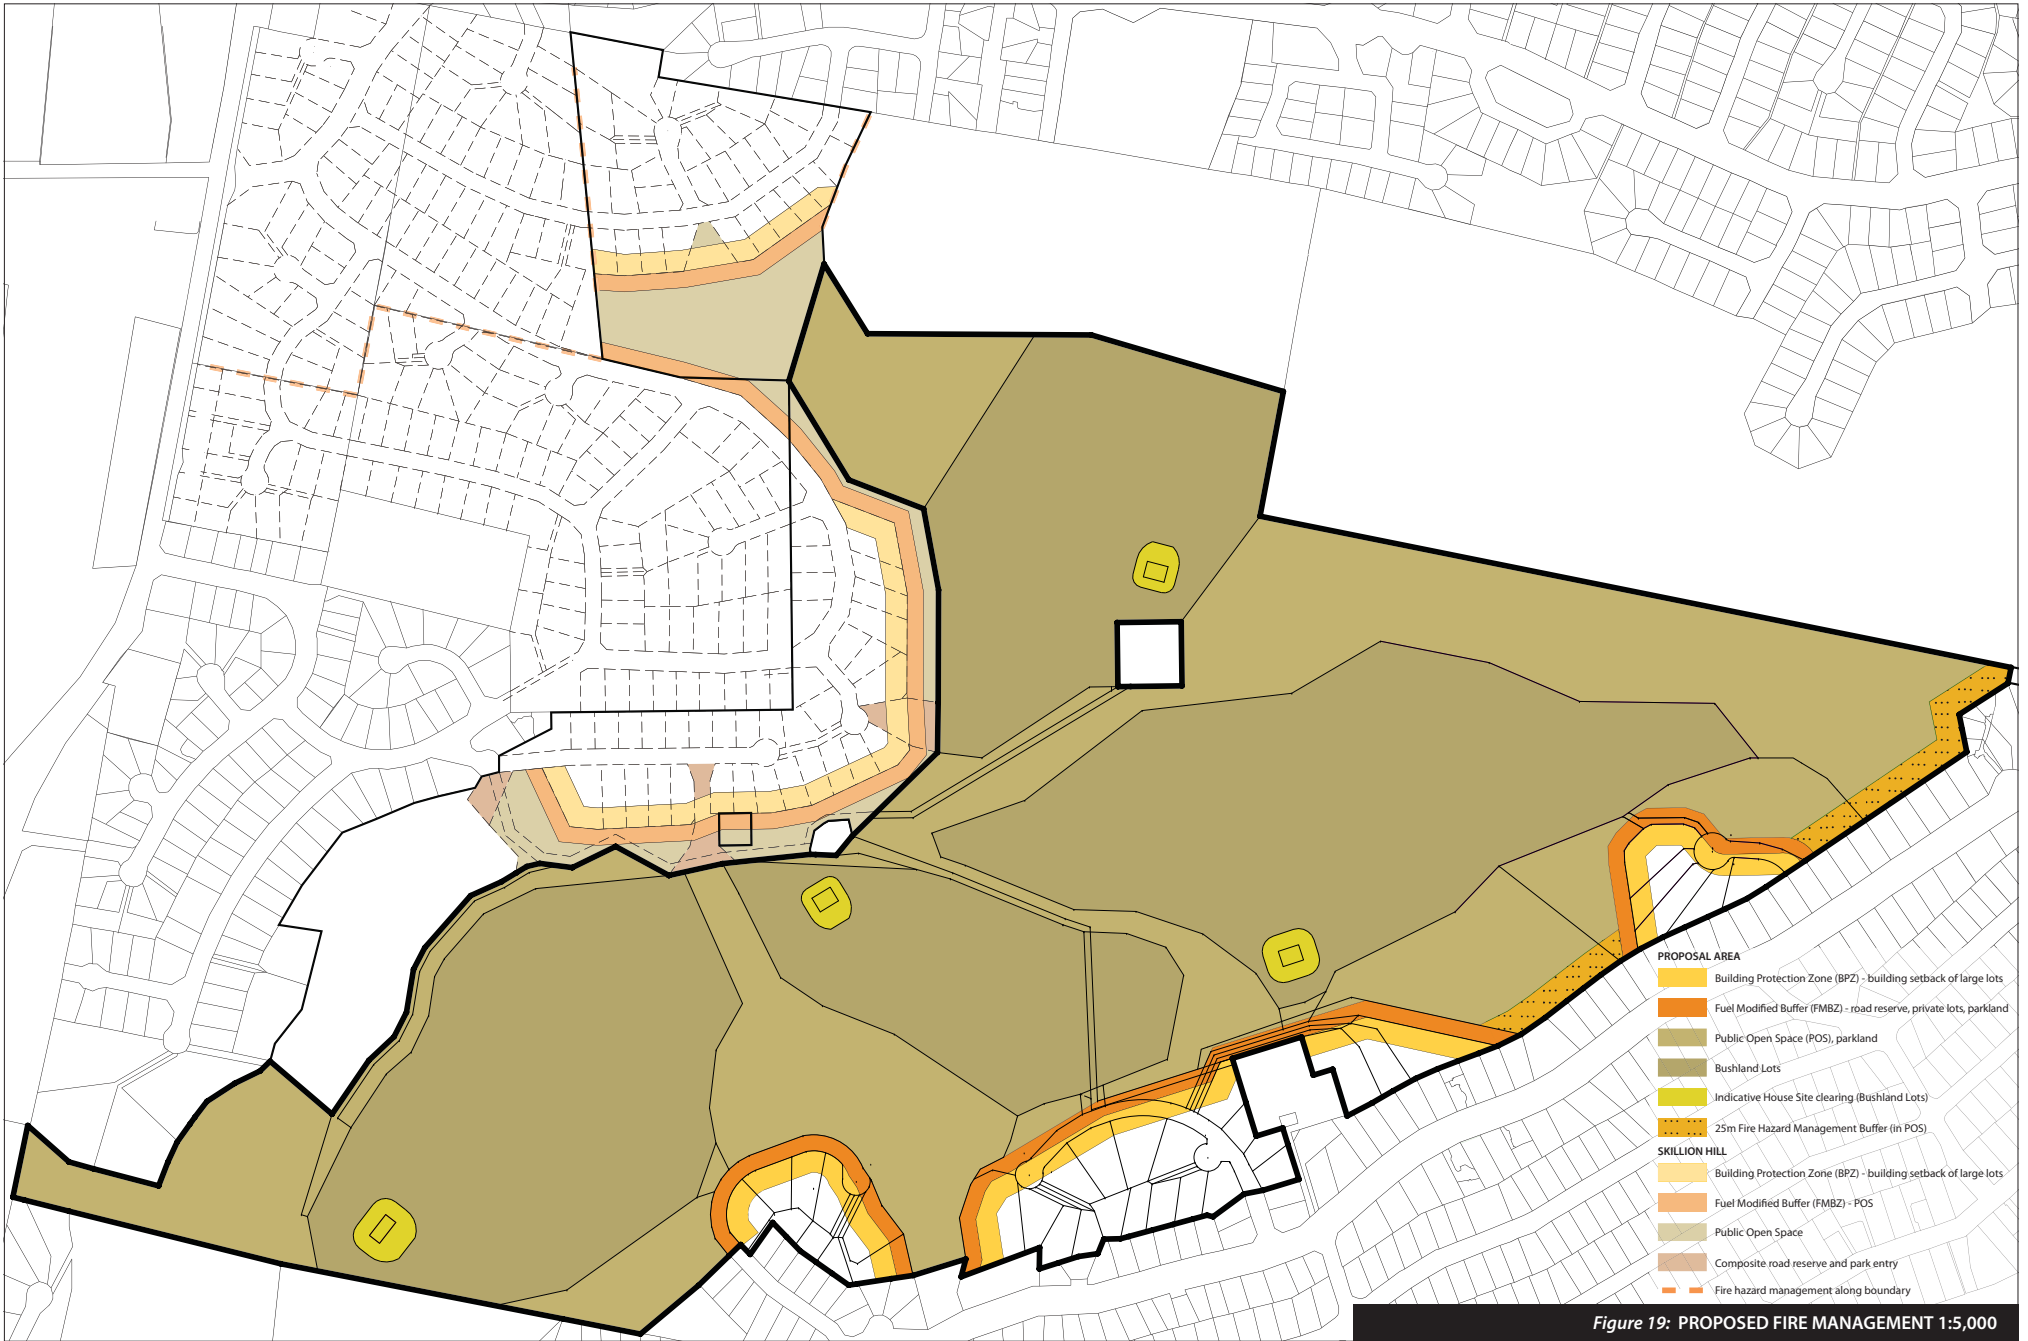 PROPOSAL AREA
Building Protection Zone (BPZ) - building setback of large lots
Fuel Modified Buffer (FMBZ) - road reserve, private lots, parkland
Public Open Space (POS), parkland
Bushland Lots
Indicative House Site clearing (Bushland Lots)
25m Fire Hazard Management Buffer (in POS)
SKILLION HILL
Building Protection Zone (BPZ) - building setback of large lots
Fuel Modified Buffer (FMBZ) - POS
Public Open Space
Composite road reserve and park entry
Fire hazard management along boundary
Figure 19: PROPOSED FIRE MANAGEMENT 1:5,000